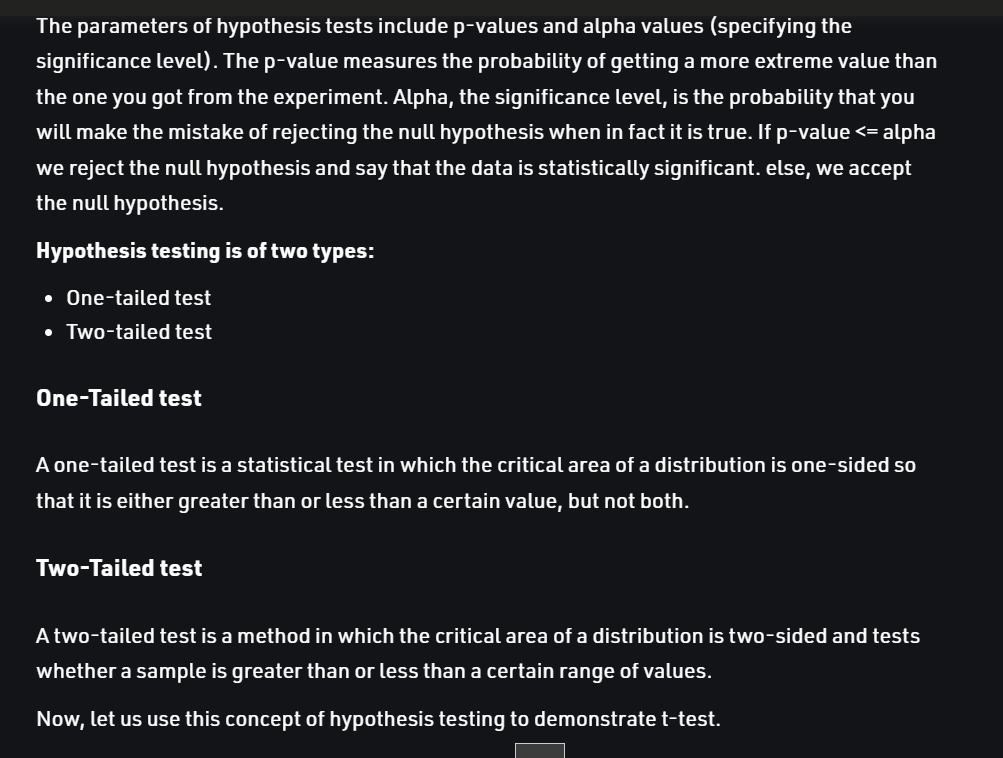 The parameters of hypothesis tests include p-values and alpha values (specifying the
significance level). The p-value measures the probability of getting a more extreme value than
the one you got from the experiment. Alpha, the significance level, is the probability that you
will make the mistake of rejecting the null hypothesis when in fact it is true. If p-value <= alpha
we reject the null hypothesis and say that the data is statistically significant. else, we accept
the null hypothesis.
Hypothesis testing is of two types:
• One-tailed test
• Two-tailed test
One-Tailed test
A one-tailed test is a statistical test in which the critical area of a distribution is one-sided so
that it is either greater than or less than a certain value, but not both.
Two-Tailed test
A two-tailed test is a method in which the critical area of a distribution is two-sided and tests
whether a sample is greater than or less than a certain range of values.
Now, let us use this concept of hypothesis testing to demonstrate t-test.